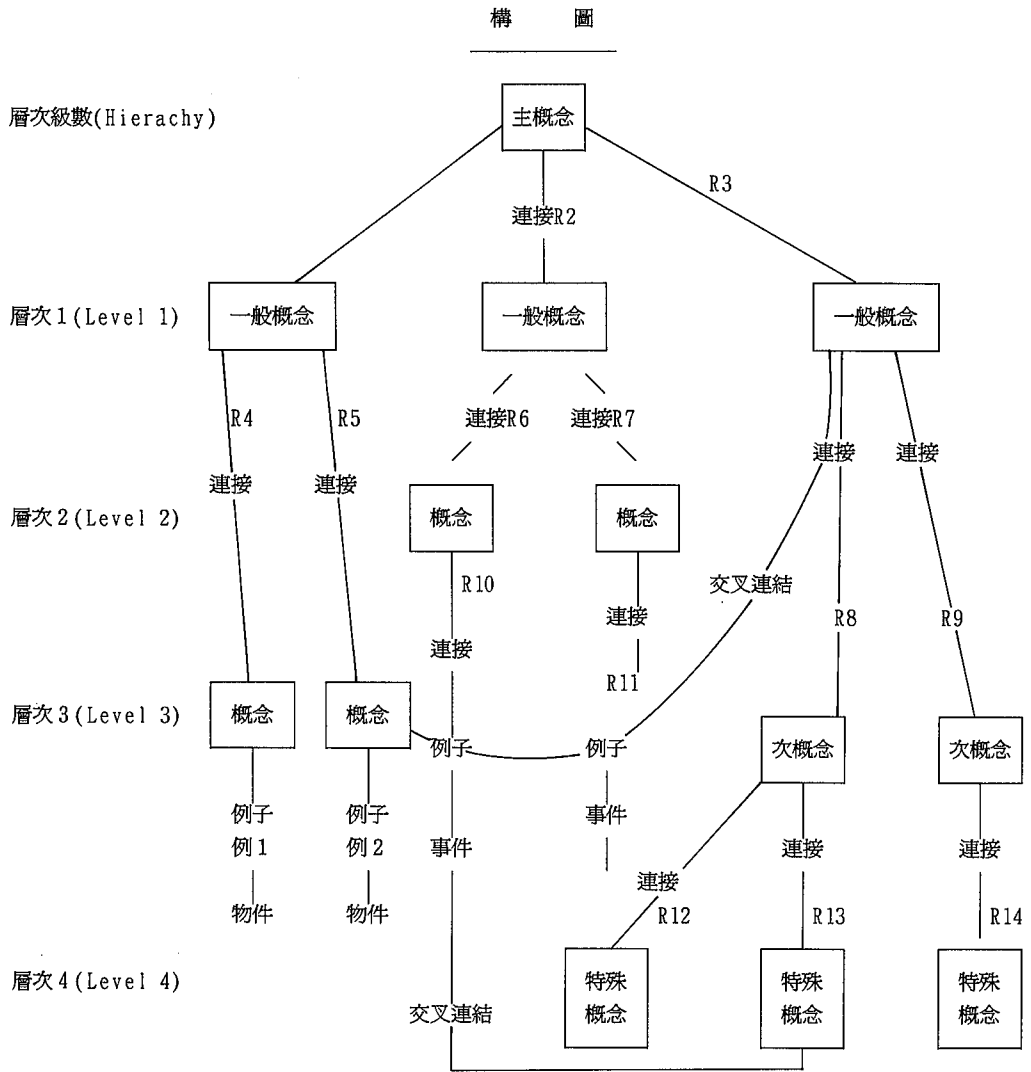 構 圖
層次級數(Hierachy)
主概念
R3
連接R2
層次1(Level 1)
一般概念
一般概念
一般概念
R4
R5
連接R6
連接R7
連接
連接
連接
連接
層次2(Level 2)
概念
概念
R10
交叉連結
連接
R8
R9
連接
R11
層次3(Level 3)
概念
概念
例子
例子
次概念
次概念
例子
例子
事件
例1
例2
事件
連接
連接
連接
物件
物件
R12
R13
R14
層次4(Level 4)
特殊
概念
特殊
概念
特殊
概念
交叉連結